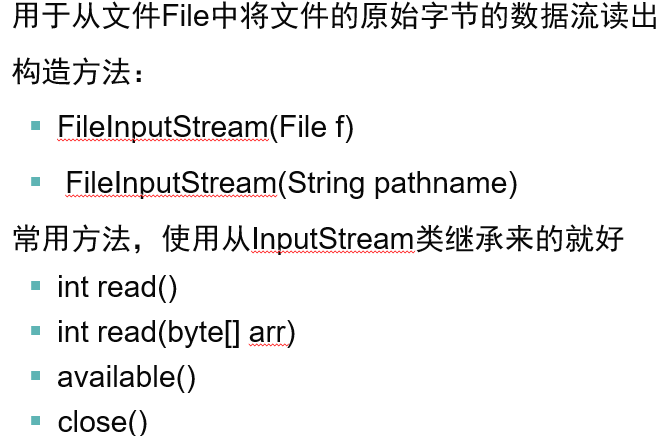 用于从文件File中将文件的原始字节的数据流读出
构造方法：
FileInputStream(File f)
FileInputStream(String pathname)
常用方法，使用从InputStream类继承来的就好
int read()
int read(byte[] arr)
available()
close()